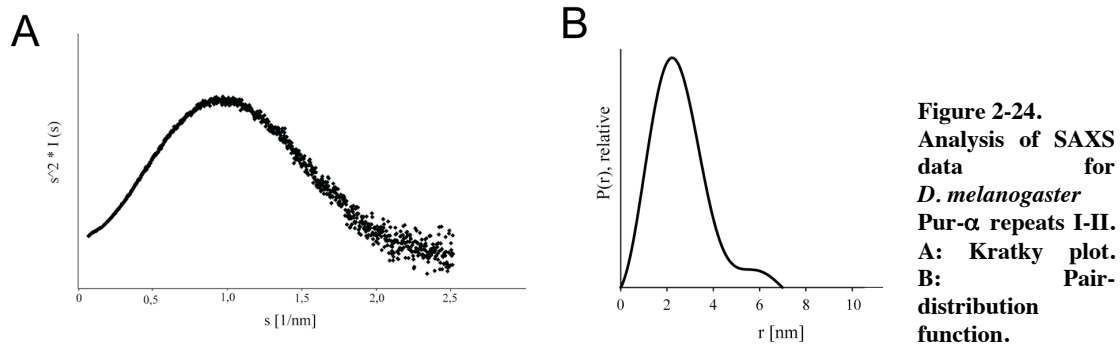 A
s^2 * I (s)
0 0,5 1,0 1,5 2,0 2,5
s [1/nm]
B
P(r), relative
0 2 4 6 8 10
r [nm]
Figure 2-24.
Analysis of SAXS
data for
D. melanogaster
Pur-α repeats I-II.
A: Kratky plot.
B: Pair-
distribution
function.